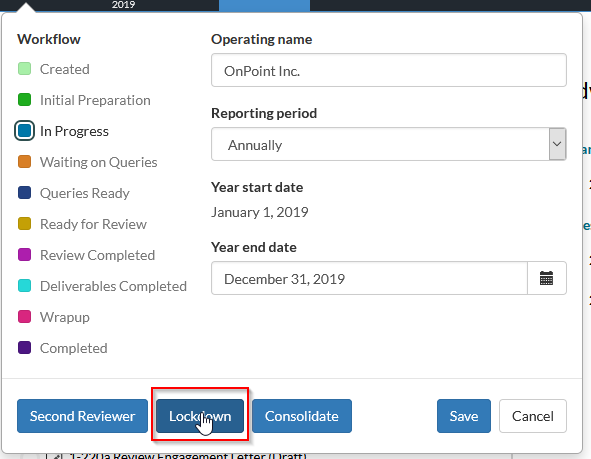 2019
Workflow
Created
Initial Preparation
In Progress
Waiting on Queries
Queries Ready
Ready for Review
Review Completed
Deliverables Completed
Wrapup
Completed
Operating name
OnPoint Inc.
Reporting period
Annually
Year start date
January 1, 2019
Year end date
December 31, 2019
Second Reviewer
Lockdown
Consolidate
Save
Cancel
1-220a Review Engagement Letter (Draft)